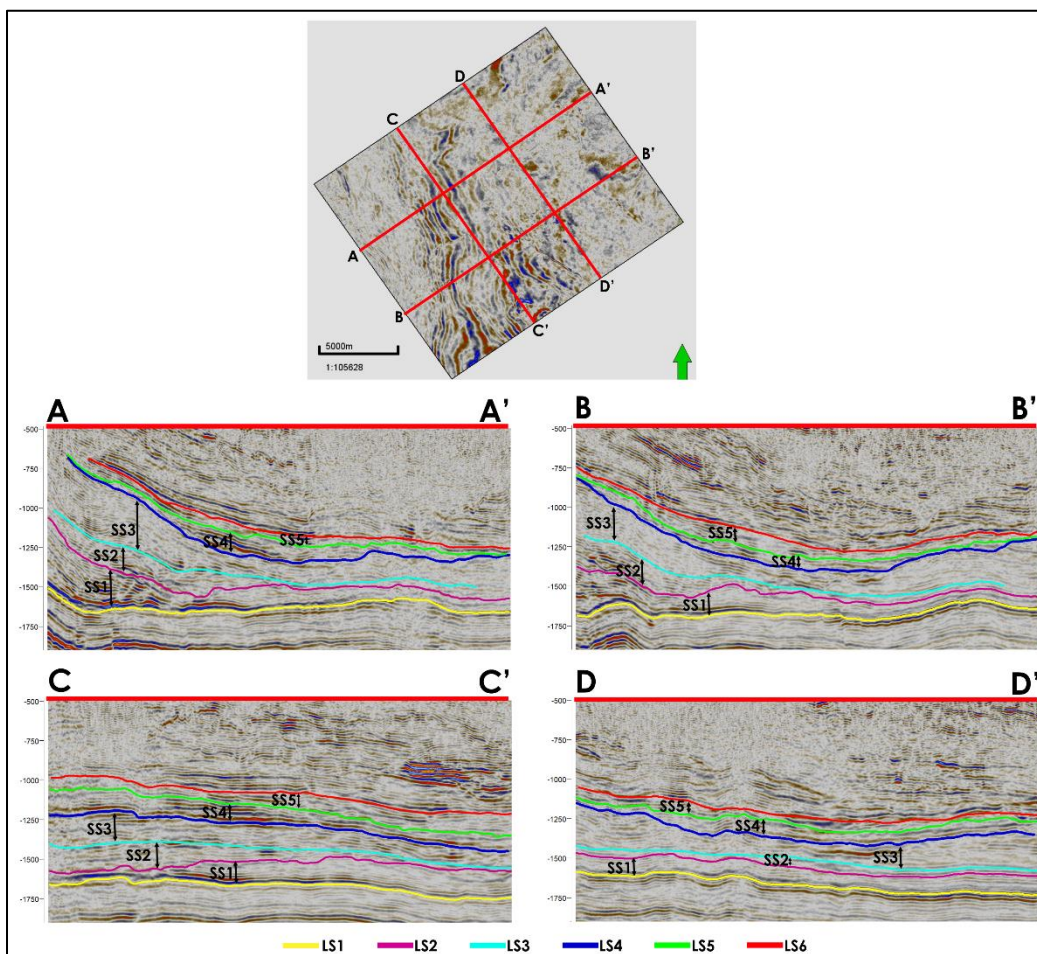 D
A'
C
B'
A
D'
B
C'
5000m
1:105628
A A'
-500
-750
-1000
-1250
-1500
-1750
SS3
SS4
SS5
SS2
SS1
B B'
-500
-750
-1000
-1250
-1500
-1750
SS3
SS5
SS4
SS2
SS1
C C'
-500
-750
-1000
-1250
-1500
-1750
SS5
SS4
SS3
SS2
SS1
D D'
-500
-750
-1000
-1250
-1500
-1750
SS5
SS4
SS3
SS2
SS1
LS1 LS2 LS3 LS4 LS5 LS6